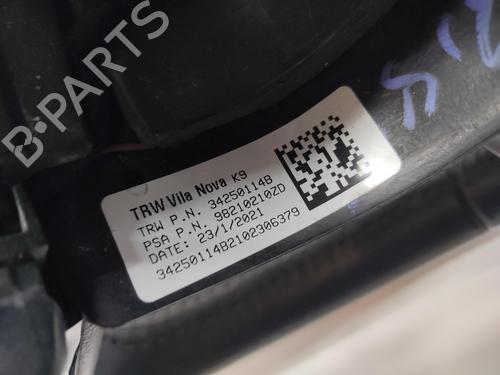 B-PARTS
TRW Vila Nova K9
TRW P.N. 34250114B
PSA P.N. 98210210ZD
DATE: 23/1/2021
34250114B2102306379